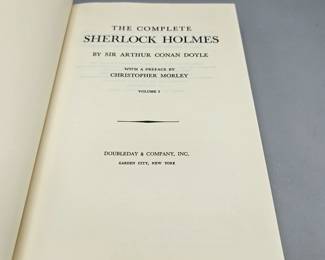 THE COMPLETE
SHERLOCK HOLMES
BY SIR ARTHUR CONAN DOYLE
WITH A PREFACE BY
CHRISTOPHER MORLEY
VOLUME I
DOUBLEDAY & COMPANY, INC.
GARDEN CITY, NEW YORK